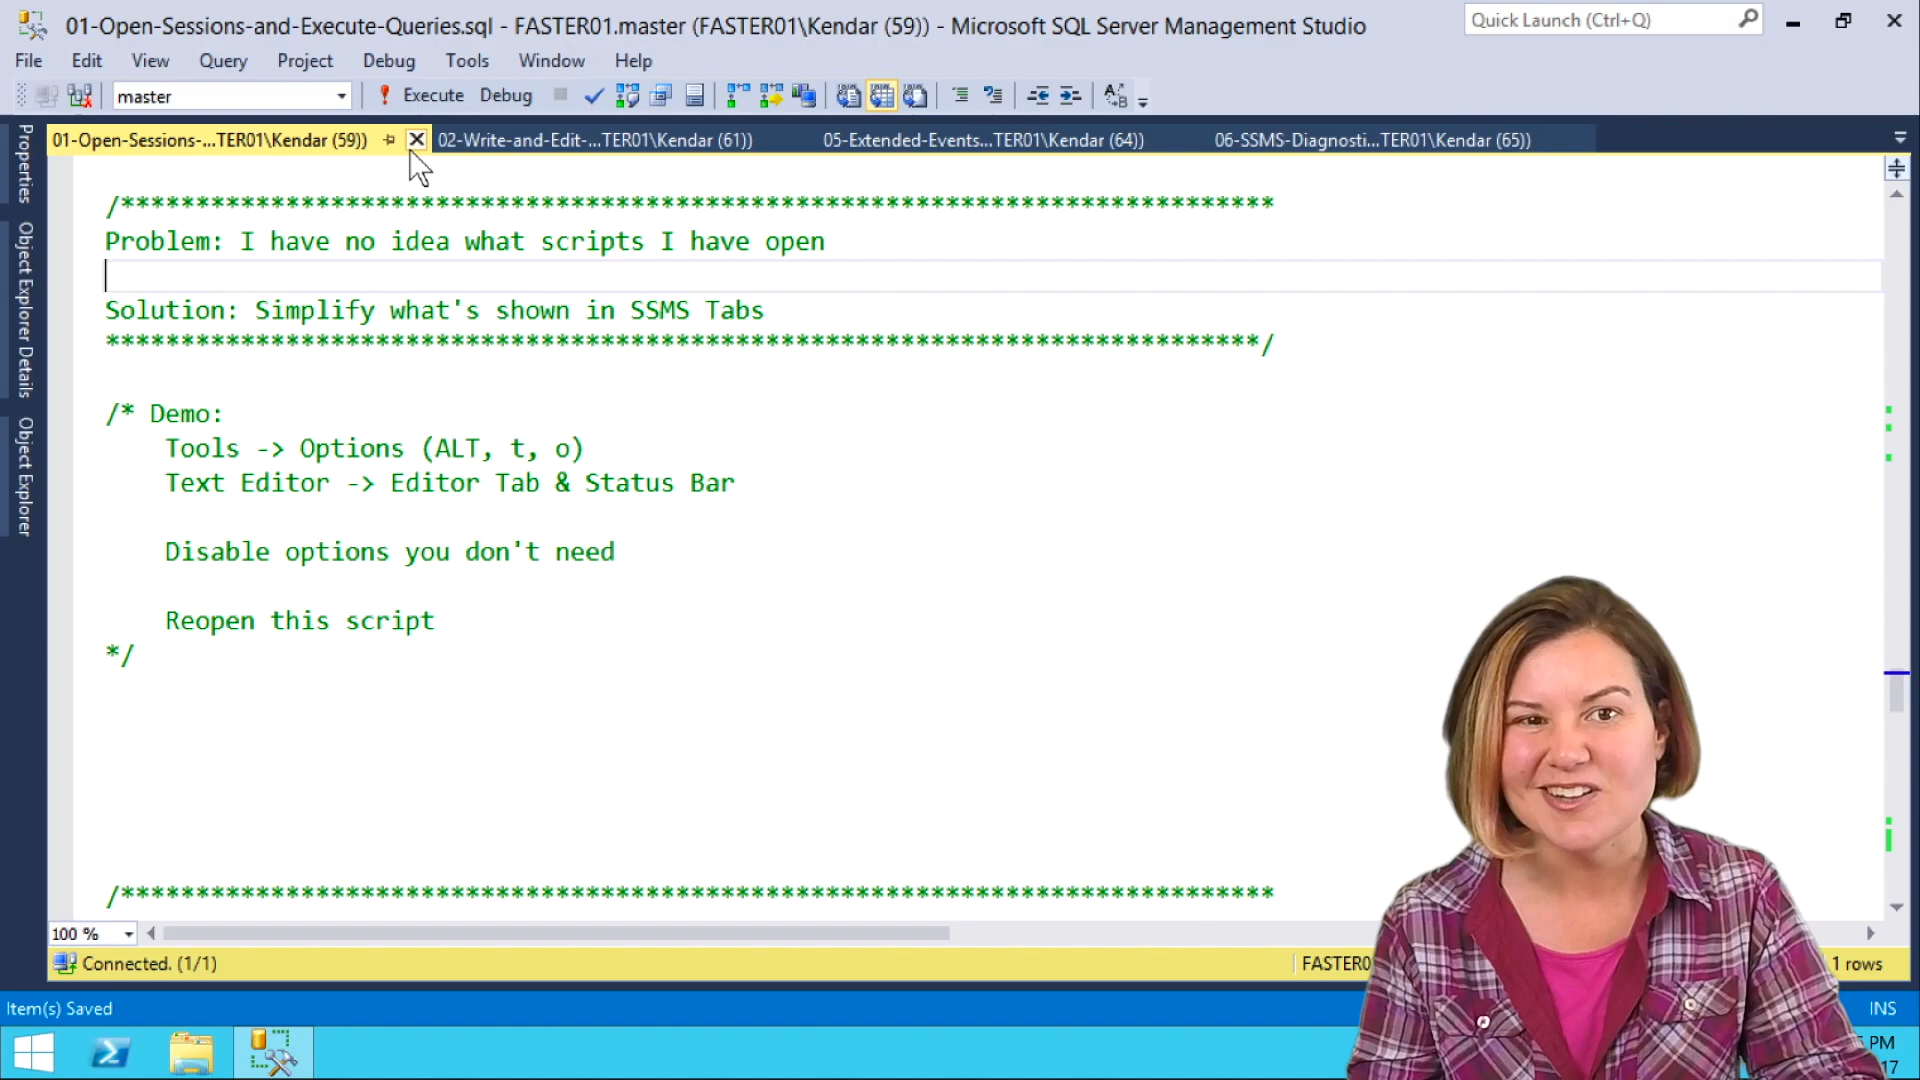 01-Open-Sessions-and-Execute-Queries.sql - FASTER01.master (FASTER01\Kendar (59)) - Microsoft SQL Server Management Studio
Quick Launch (Ctrl+Q)
File Edit View Query Project Debug Tools Window Help
master Execute Debug
01-Open-Sessions-...TER01\Kendar (59)) 02-Write-and-Edit-...TER01\Kendar (61)) 05-Extended-Events...TER01\Kendar (64)) 06-SSMS-Diagnosti...TER01\Kendar (65))
Properties
Object Explorer Details
Object Explorer
/*****************************************************************************
Problem: I have no idea what scripts I have open
Solution: Simplify what's shown in SSMS Tabs
*****************************************************************************/
/* Demo:
Tools -> Options (ALT, t, o)
Text Editor -> Editor Tab & Status Bar
Disable options you don't need
Reopen this script
*/
/*****************************************************************************
100 %
Connected. (1/1) FASTER0 1 rows
Item(s) Saved INS
PM
17